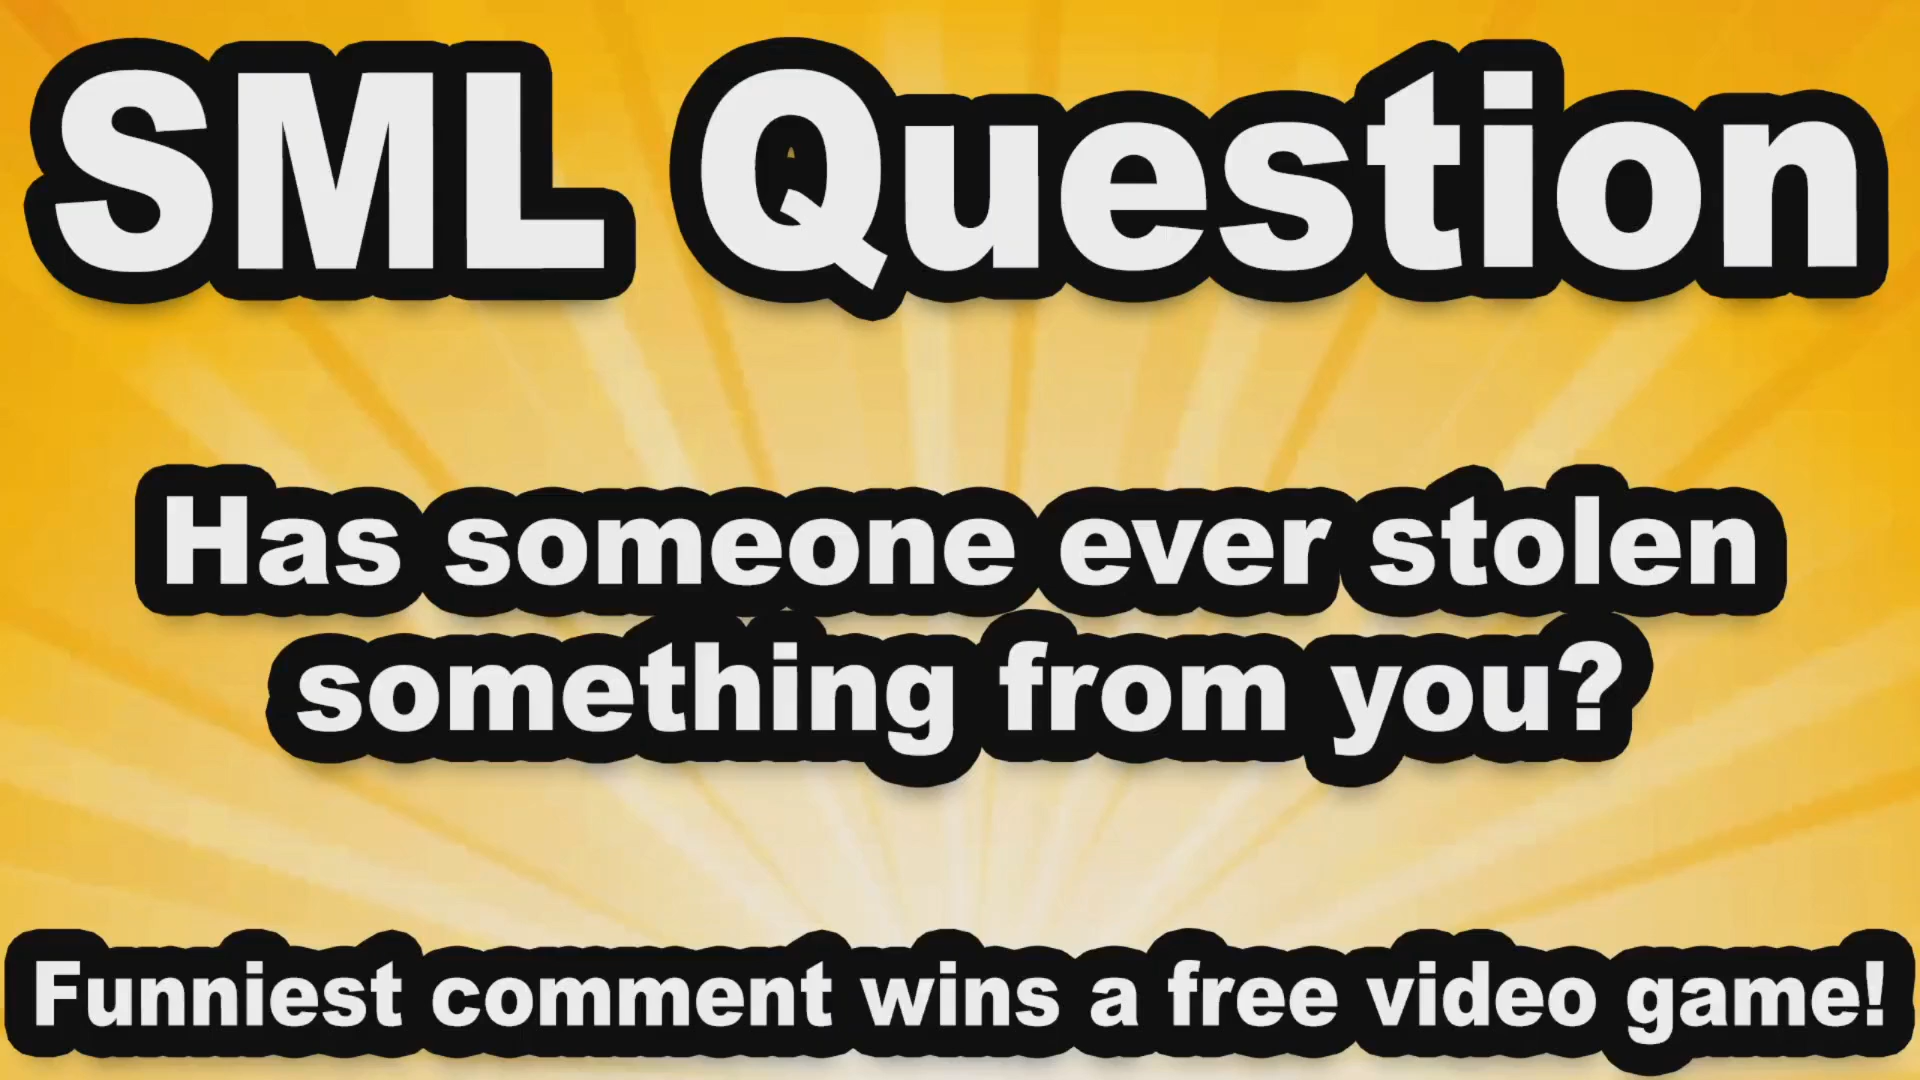 SML Question
Has someone ever stolen
something from you?
Funniest comment wins a free video game!